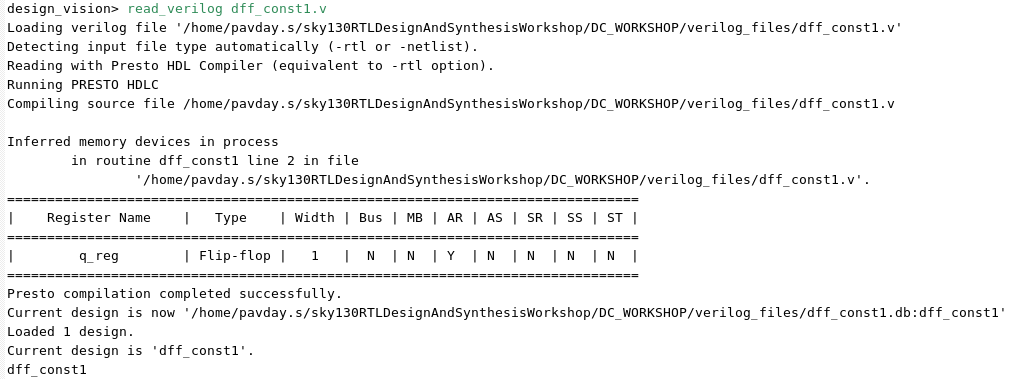 design_vision> read_verilog dff_const1.v
Loading verilog file '/home/pavday.s/sky130RTLDesignAndSynthesisWorkshop/DC_WORKSHOP/verilog_files/dff_const1.v'
Detecting input file type automatically (-rtl or -netlist).
Reading with Presto HDL Compiler (equivalent to -rtl option).
Running PRESTO HDLC
Compiling source file /home/pavday.s/sky130RTLDesignAndSynthesisWorkshop/DC_WORKSHOP/verilog_files/dff_const1.v

Inferred memory devices in process
        in routine dff_const1 line 2 in file
                '/home/pavday.s/sky130RTLDesignAndSynthesisWorkshop/DC_WORKSHOP/verilog_files/dff_const1.v'.
===============================================================================
|    Register Name    |   Type    | Width | Bus | MB | AR | AS | SR | SS | ST |
===============================================================================
|        q_reg        | Flip-flop |   1   |  N  | N  | Y  | N  | N  | N  | N  |
===============================================================================
Presto compilation completed successfully.
Current design is now '/home/pavday.s/sky130RTLDesignAndSynthesisWorkshop/DC_WORKSHOP/verilog_files/dff_const1.db:dff_const1'
Loaded 1 design.
Current design is 'dff_const1'.
dff_const1